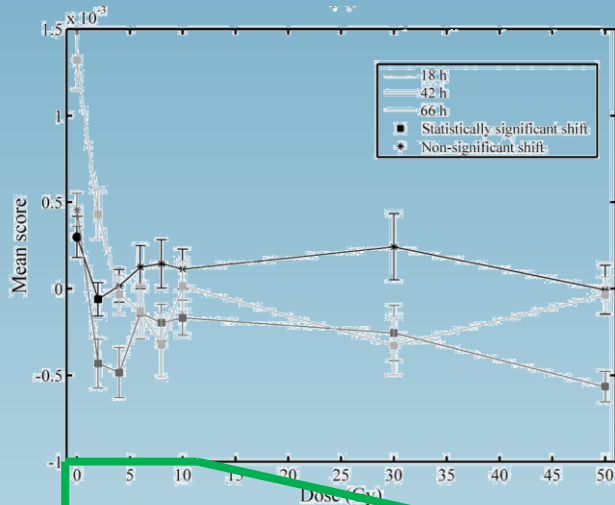 x 10⁻³
1.5
1
0.5
0
-0.5
-1
Mean score
18 h
42 h
66 h
Statistically significant shift
Non-significant shift
0 5 10 15 20 25 30 35 40 45 50
Dose (Gy)